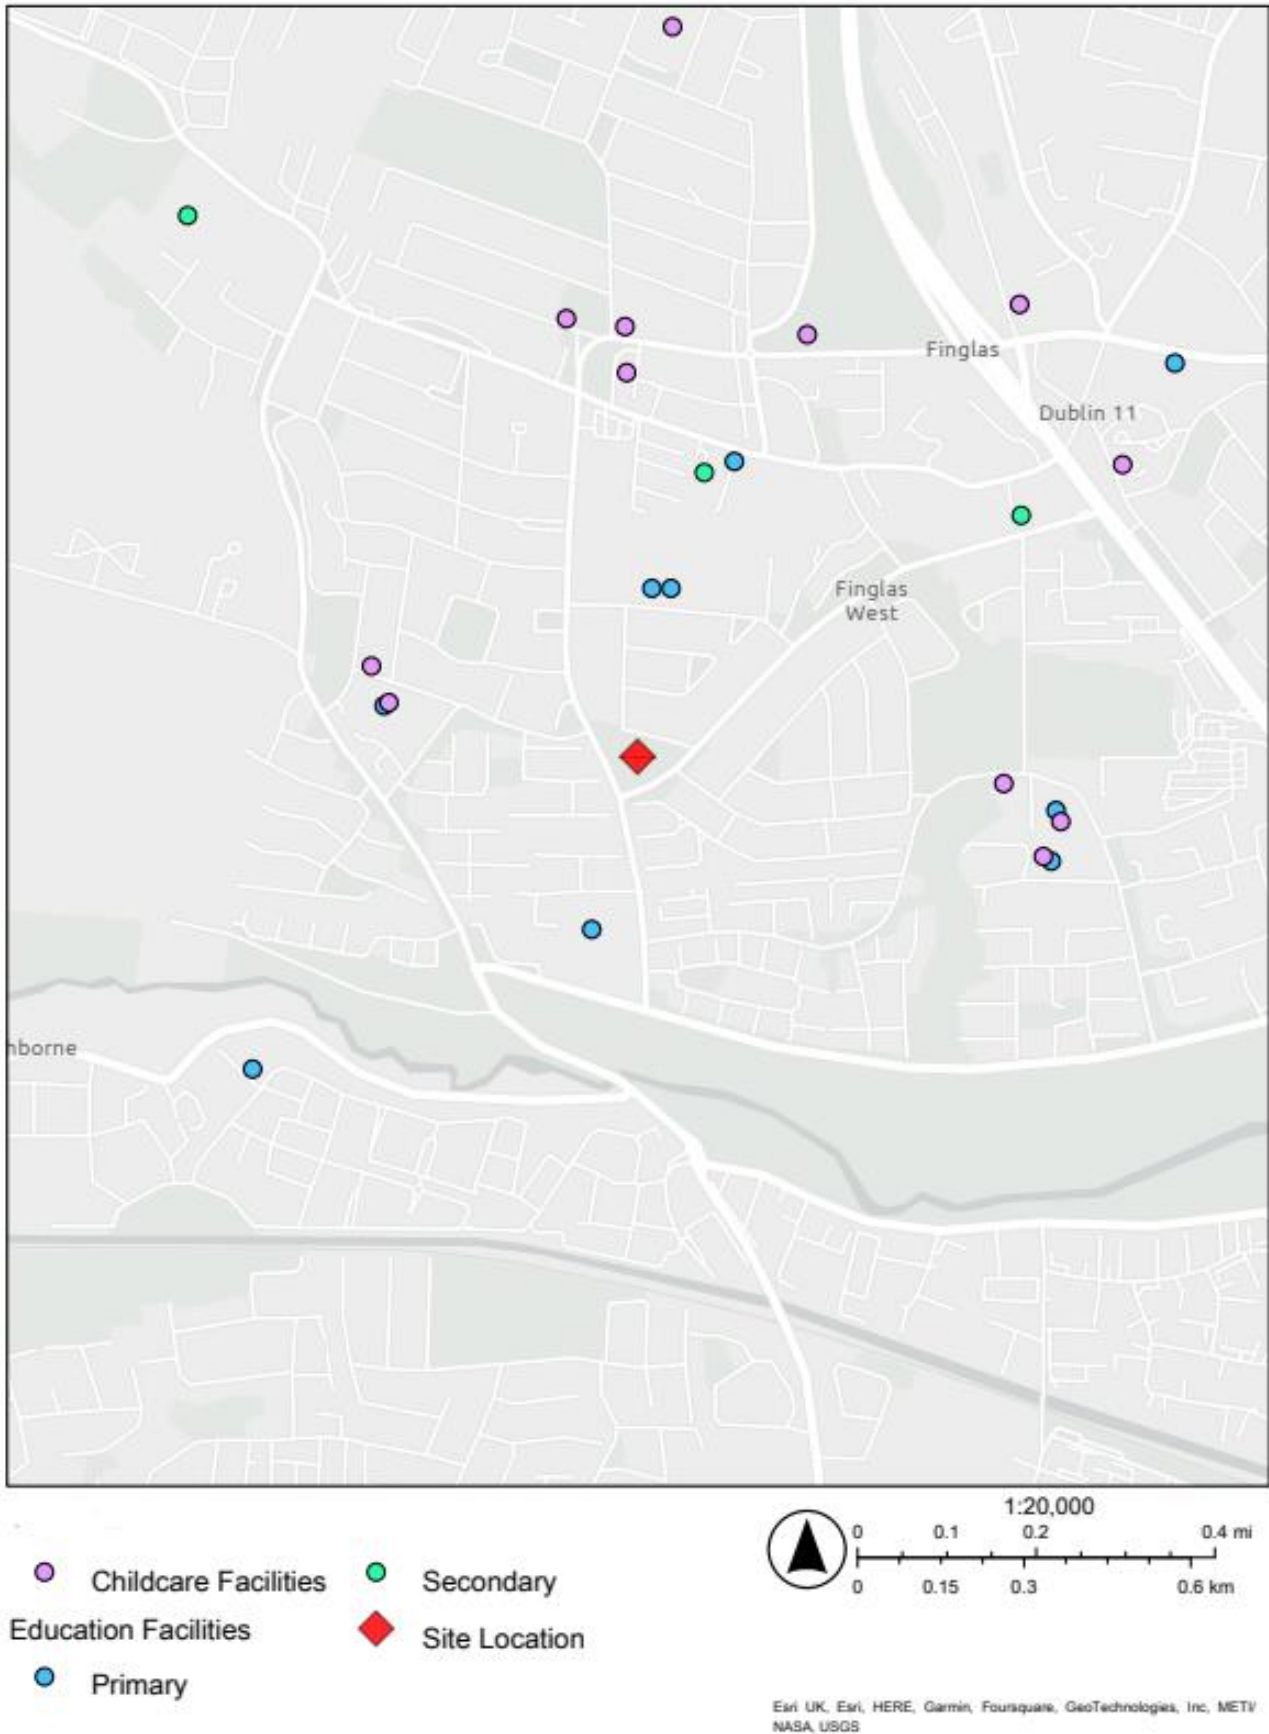 Finglas
Dublin 11
Finglas
West
hborne
1:20,000
0 0.1 0.2 0.4 mi
0 0.15 0.3 0.6 km
Childcare Facilities
Secondary
Education Facilities
Site Location
Primary
Esri UK, Esri, HERE, Garmin, Foursquare, GeoTechnologies, Inc, METI/
NASA, USGS